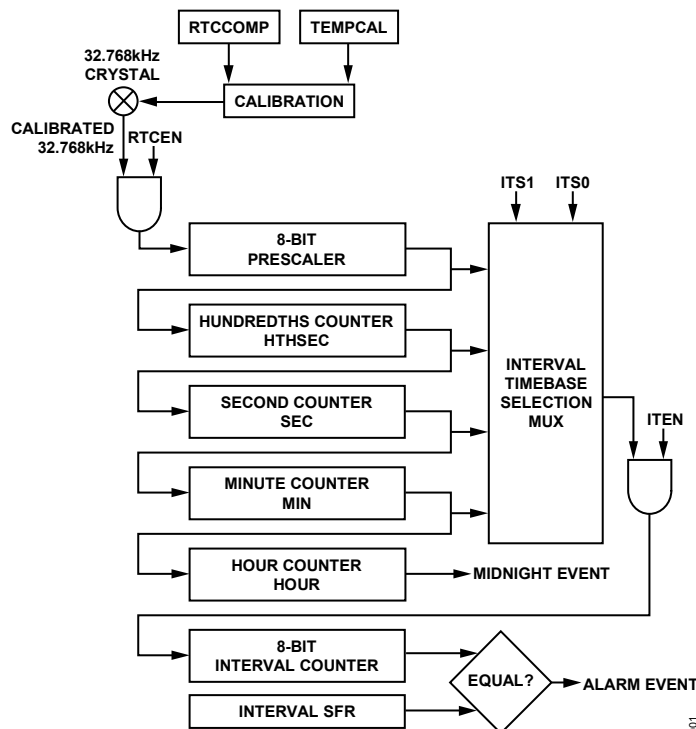 RTCCOMP
TEMPCAL
32.768kHz
CRYSTAL
CALIBRATION
CALIBRATED
32.768kHz
RTCEN
ITS1
ITS0
8-BIT
PRESCALER
HUNDREDTHS COUNTER
HTHSEC
INTERVAL
TIMEBASE
SELECTION
MUX
SECOND COUNTER
SEC
ITEN
MINUTE COUNTER
MIN
HOUR COUNTER
HOUR
MIDNIGHT EVENT
8-BIT
INTERVAL COUNTER
EQUAL?
ALARM EVENT
INTERVAL SFR